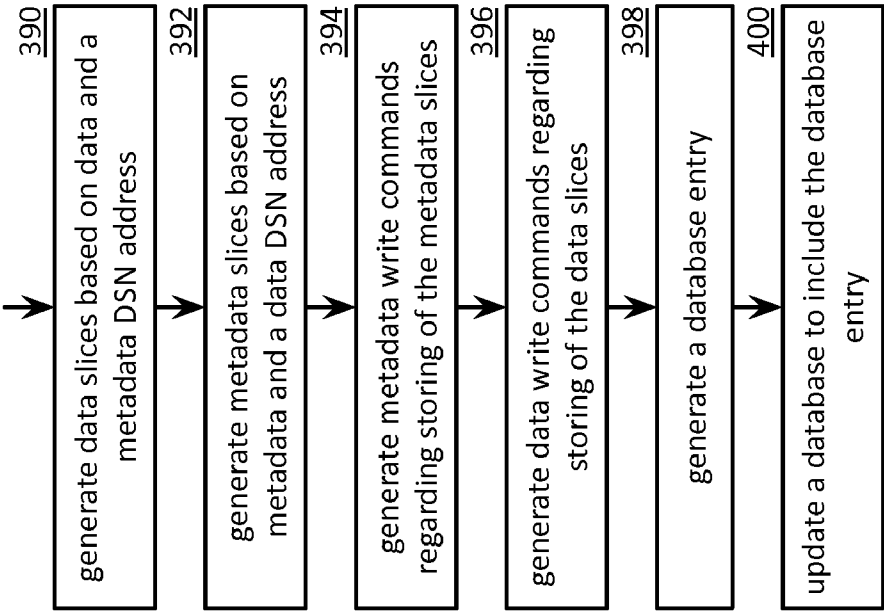 390
generate data slices based on data and a
metadata DSN address
392
generate metadata slices based on
metadata and a data DSN address
394
generate metadata write commands
regarding storing of the metadata slices
396
generate data write commands regarding
storing of the data slices
398
generate a database entry
400
update a database to include the database
entry